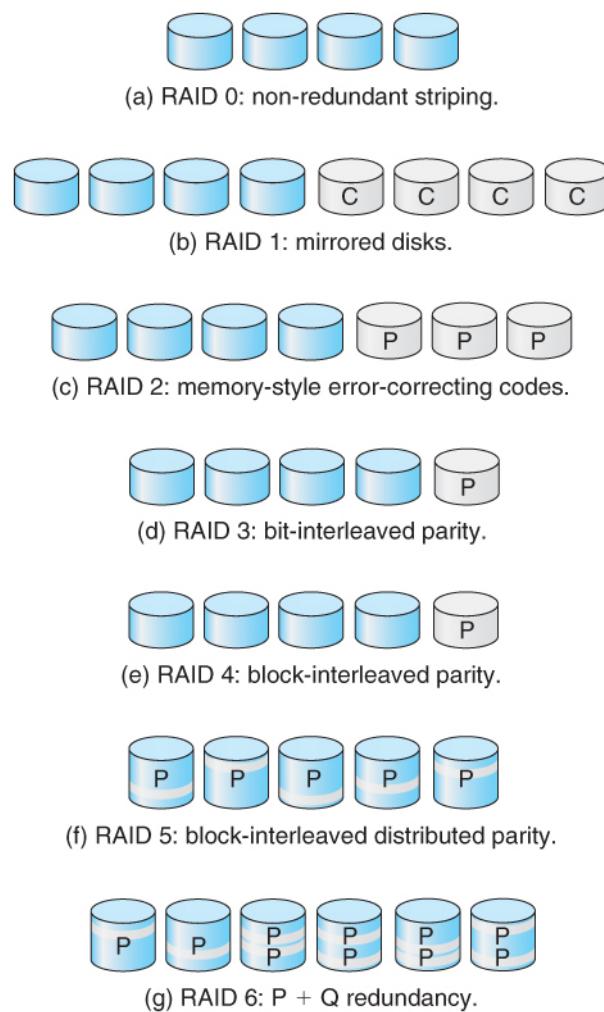 (a) RAID 0: non-redundant striping.
C C C C
(b) RAID 1: mirrored disks.
P P P
(c) RAID 2: memory-style error-correcting codes.
P
(d) RAID 3: bit-interleaved parity.
P
(e) RAID 4: block-interleaved parity.
P P P P P
(f) RAID 5: block-interleaved distributed parity.
P P P P P P
P P P P
(g) RAID 6: P + Q redundancy.